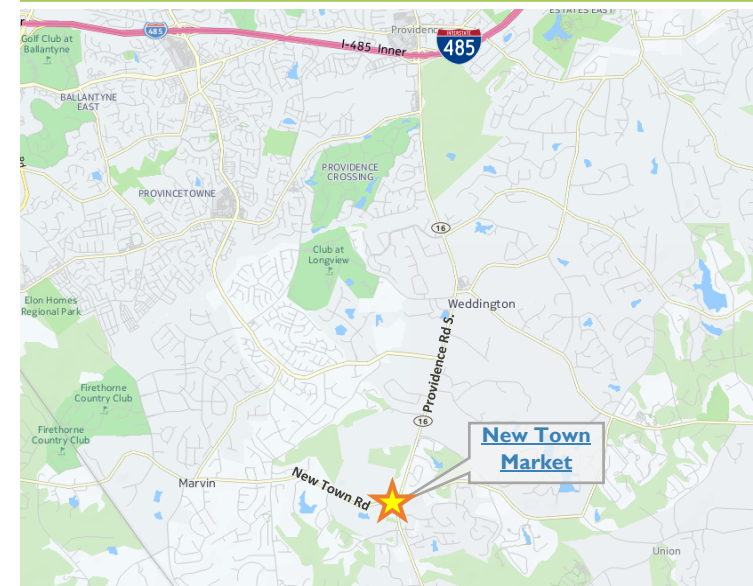 ESTATES EAST
485
I-485 Inner
INTERSTATE
485
Golf Club at
Ballantyne
BALLANTYNE
EAST
PROVIDENCE
CROSSING
PROVINCETOWNE
16
Club at
Longview
Elon Homes
Regional Park
Weddington
Providence Rd S.
Firethorne
Country Club
16
Firethorne
Country Club
New Town
Market
Marvin
New Town Rd
Union